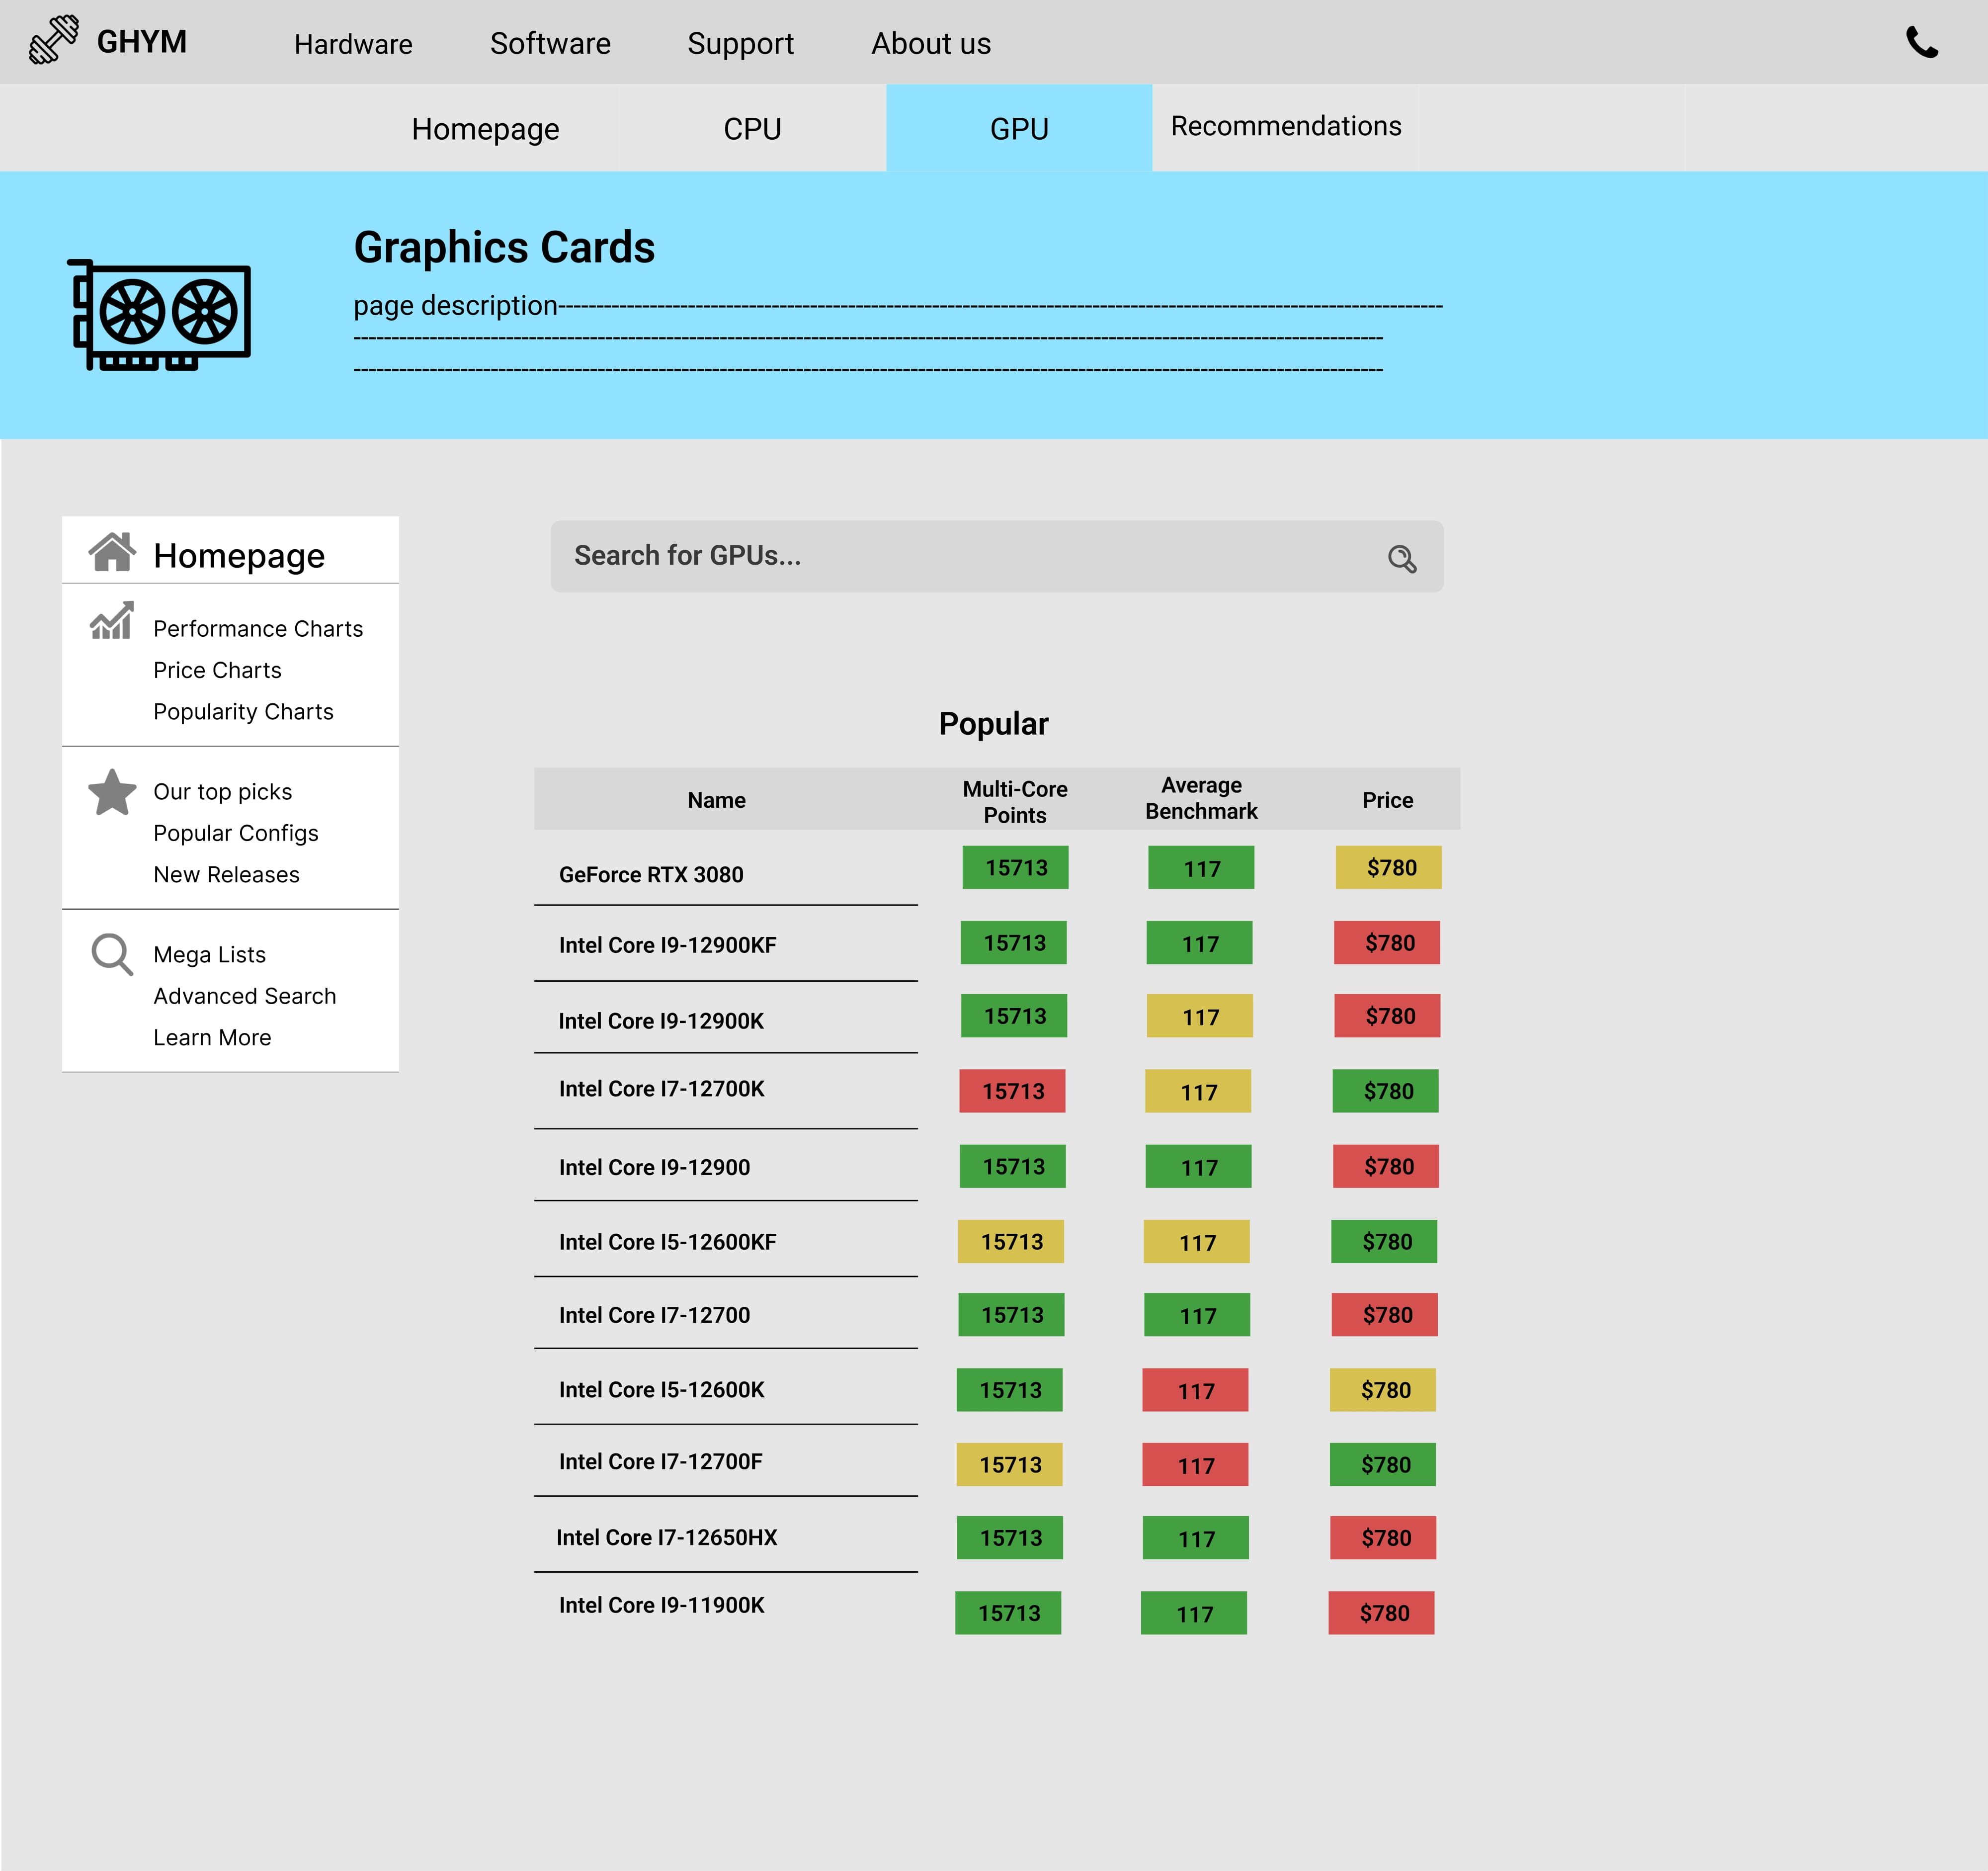 GHYM Hardware Software Support About us
Homepage CPU GPU Recommendations
Graphics Cards
page description--------------------------------------------------------------------------------------------------------------------
---------------------------------------------------------------------------------------------------------------------------------------
---------------------------------------------------------------------------------------------------------------------------------------
Homepage
Performance Charts
Price Charts
Popularity Charts
Our top picks
Popular Configs
New Releases
Mega Lists
Advanced Search
Learn More
Search for GPUs...
Popular
Name Multi-Core Points Average Benchmark Price
GeForce RTX 3080 15713 117 $780
Intel Core I9-12900KF 15713 117 $780
Intel Core I9-12900K 15713 117 $780
Intel Core I7-12700K 15713 117 $780
Intel Core I9-12900 15713 117 $780
Intel Core I5-12600KF 15713 117 $780
Intel Core I7-12700 15713 117 $780
Intel Core I5-12600K 15713 117 $780
Intel Core I7-12700F 15713 117 $780
Intel Core I7-12650HX 15713 117 $780
Intel Core I9-11900K 15713 117 $780